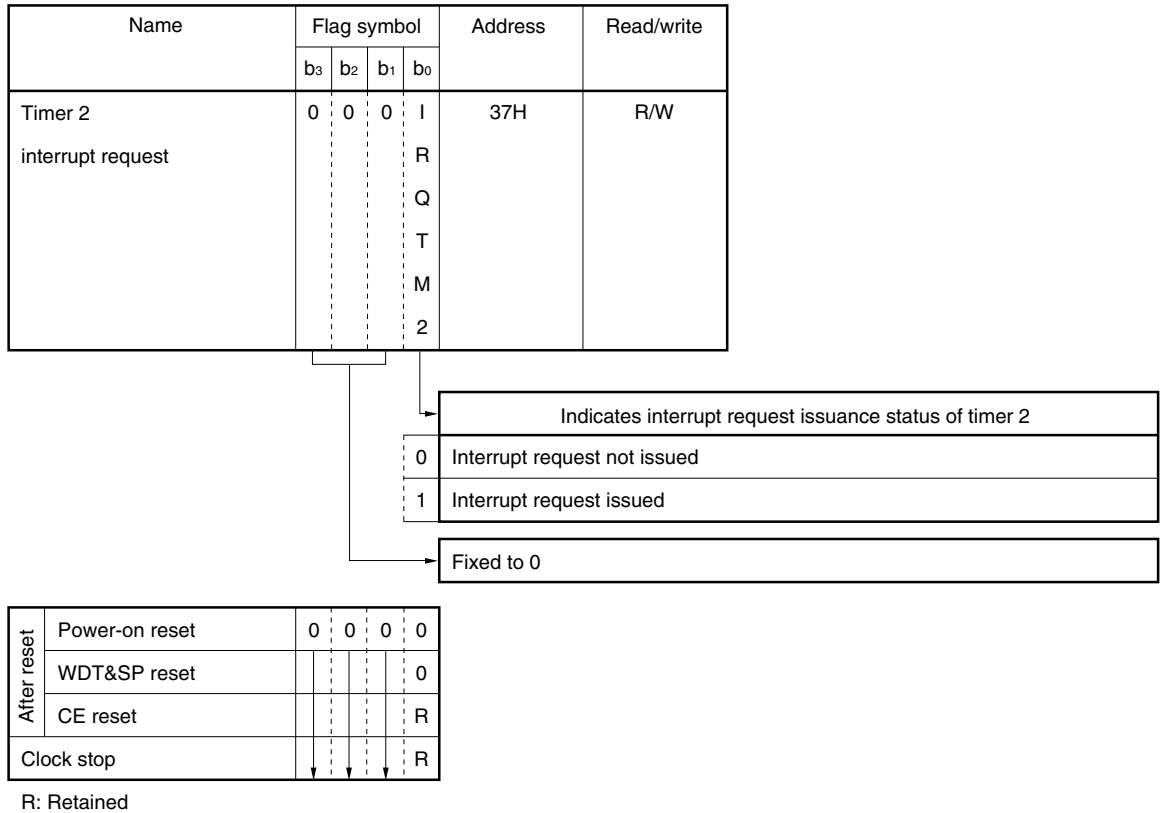 Name Flag symbol Address Read/write
b3 b2 b1 b0
Timer 2 0 0 0 I 37H R/W
interrupt request R
Q
T
M
2
Indicates interrupt request issuance status of timer 2
0 Interrupt request not issued
1 Interrupt request issued
Fixed to 0
After reset
Power-on reset 0 0 0 0
WDT&SP reset 0
CE reset R
Clock stop R
R: Retained